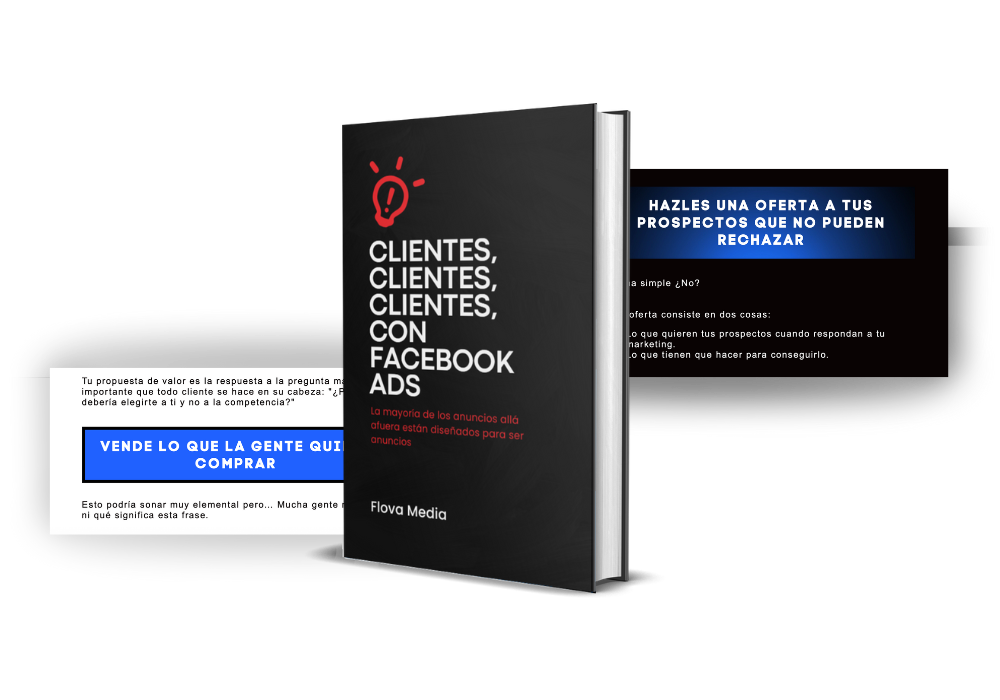 CLIENTES,
CLIENTES,
CLIENTES,
CON
FACEBOOK
ADS
La mayoría de los anuncios allá
afuera están diseñados para ser
anuncios
Flova Media
Tu propuesta de valor es la respuesta a la pregunta
importante que todo cliente se hace en su cabeza:
debería elegirte a ti y no a la competencia?"
VENDE LO QUE LA GENTE
COMPRAR
Esto podría sonar muy elemental pero... Mucha gente
ni qué significa esta frase.
HAZLES UNA OFERTA A TUS
PROSPECTOS QUE NO PUEDEN
RECHAZAR
simple ¿No?
oferta consiste en dos cosas:
Lo que quieren tus prospectos cuando respondan a tu
marketing.
Lo que tienen que hacer para conseguirlo.